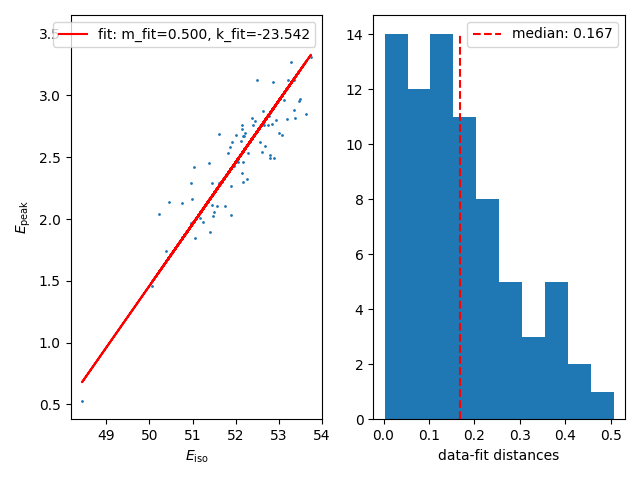 fit: m_fit=0.500, k_fit=-23.542
3.5
3.0
2.5
2.0
1.5
1.0
0.5
E_peak
49 50 51 52 53 54
E_iso
median: 0.167
14
12
10
8
6
4
2
0
0.0 0.1 0.2 0.3 0.4 0.5
data-fit distances